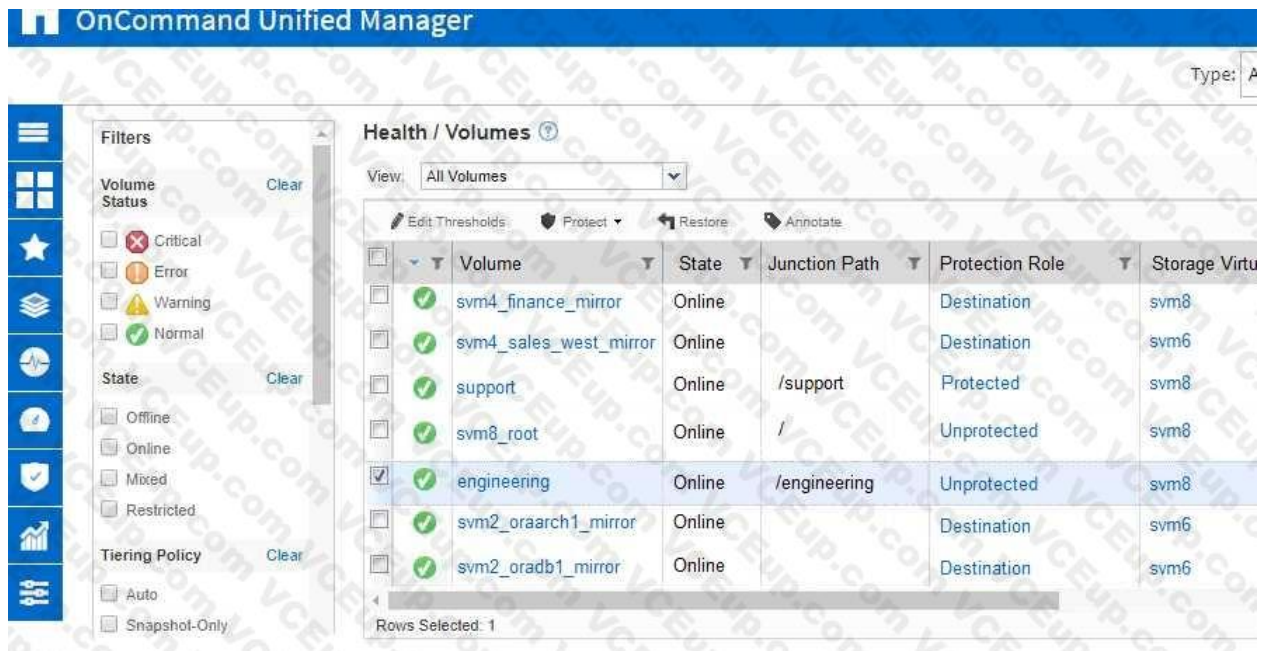 OnCommand Unified Manager
Type: A
Filters
Volume Status Clear
Critical
Error
Warning
Normal
State Clear
Offline
Online
Mixed
Restricted
Tiering Policy Clear
Auto
Snapshot-Only
Health / Volumes ?
View: All Volumes
Edit Thresholds Protect Restore Annotate
Volume State Junction Path Protection Role Storage Virtu
svm4_finance_mirror Online Destination svm8
svm4_sales_west_mirror Online Destination svm6
support Online /support Protected svm8
svm8_root Online / Unprotected svm8
engineering Online /engineering Unprotected svm8
svm2_oraarch1_mirror Online Destination svm6
svm2_oradb1_mirror Online Destination svm6
Rows Selected: 1
VCEup.com